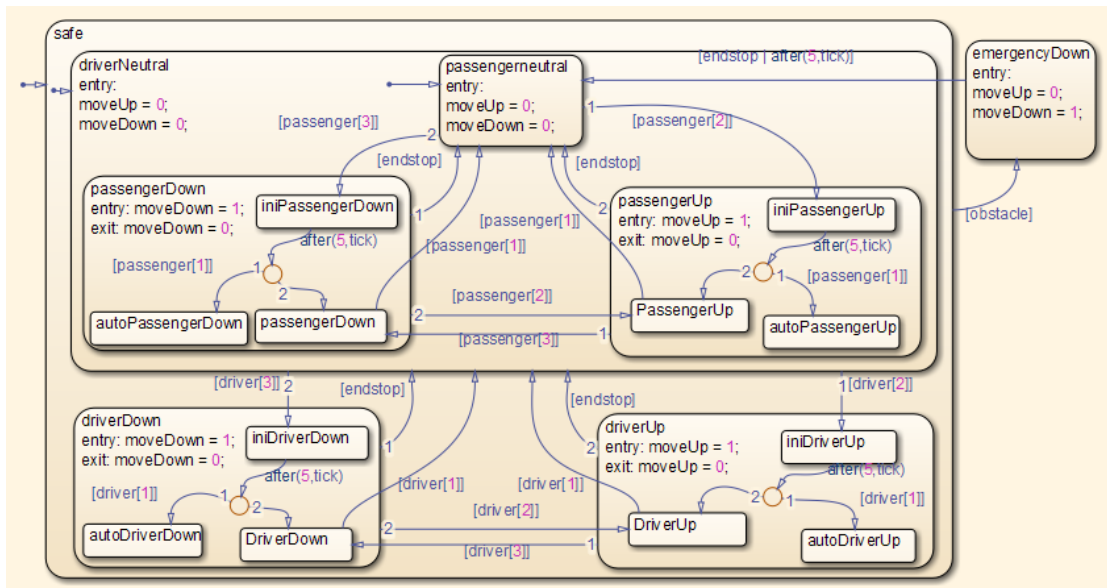 safe
driverNeutral
entry:
moveUp = 0;
moveDown = 0;
passengerneutral
entry:
moveUp = 0;
moveDown = 0;
[endstop | after(5,tick)]
emergencyDown
entry:
moveUp = 0;
moveDown = 1;
[passenger[3]]
2
1
[passenger[2]]
[endstop]
[endstop]
passengerDown
entry: moveDown = 1;
exit: moveDown = 0;
iniPassengerDown
1
after(5,tick)
[passenger[1]]
1
2
autoPassengerDown
passengerDown
[passenger[1]]
[passenger[1]]
2
passengerUp
entry: moveUp = 1;
exit: moveUp = 0;
iniPassengerUp
after(5,tick)
2
1
[passenger[1]]
PassengerUp
autoPassengerUp
[obstacle]
[passenger[2]]
2
[passenger[3]]
1
[driver[3]]
2
[endstop]
[endstop]
1
[driver[2]]
driverDown
entry: moveDown = 1;
exit: moveDown = 0;
iniDriverDown
1
after(5,tick)
[driver[1]]
1
2
autoDriverDown
DriverDown
[driver[1]]
[driver[1]]
2
driverUp
entry: moveUp = 1;
exit: moveUp = 0;
iniDriverUp
after(5,tick)
2
1
[driver[1]]
DriverUp
autoDriverUp
[driver[2]]
2
[driver[3]]
1